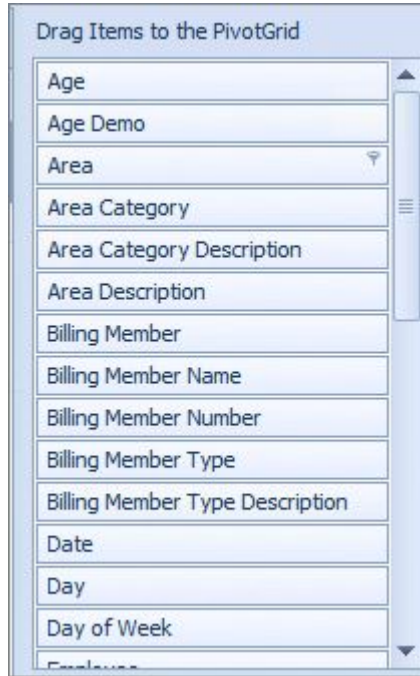 Drag Items to the PivotGrid
Age
Age Demo
Area
Area Category
Area Category Description
Area Description
Billing Member
Billing Member Name
Billing Member Number
Billing Member Type
Billing Member Type Description
Date
Day
Day of Week